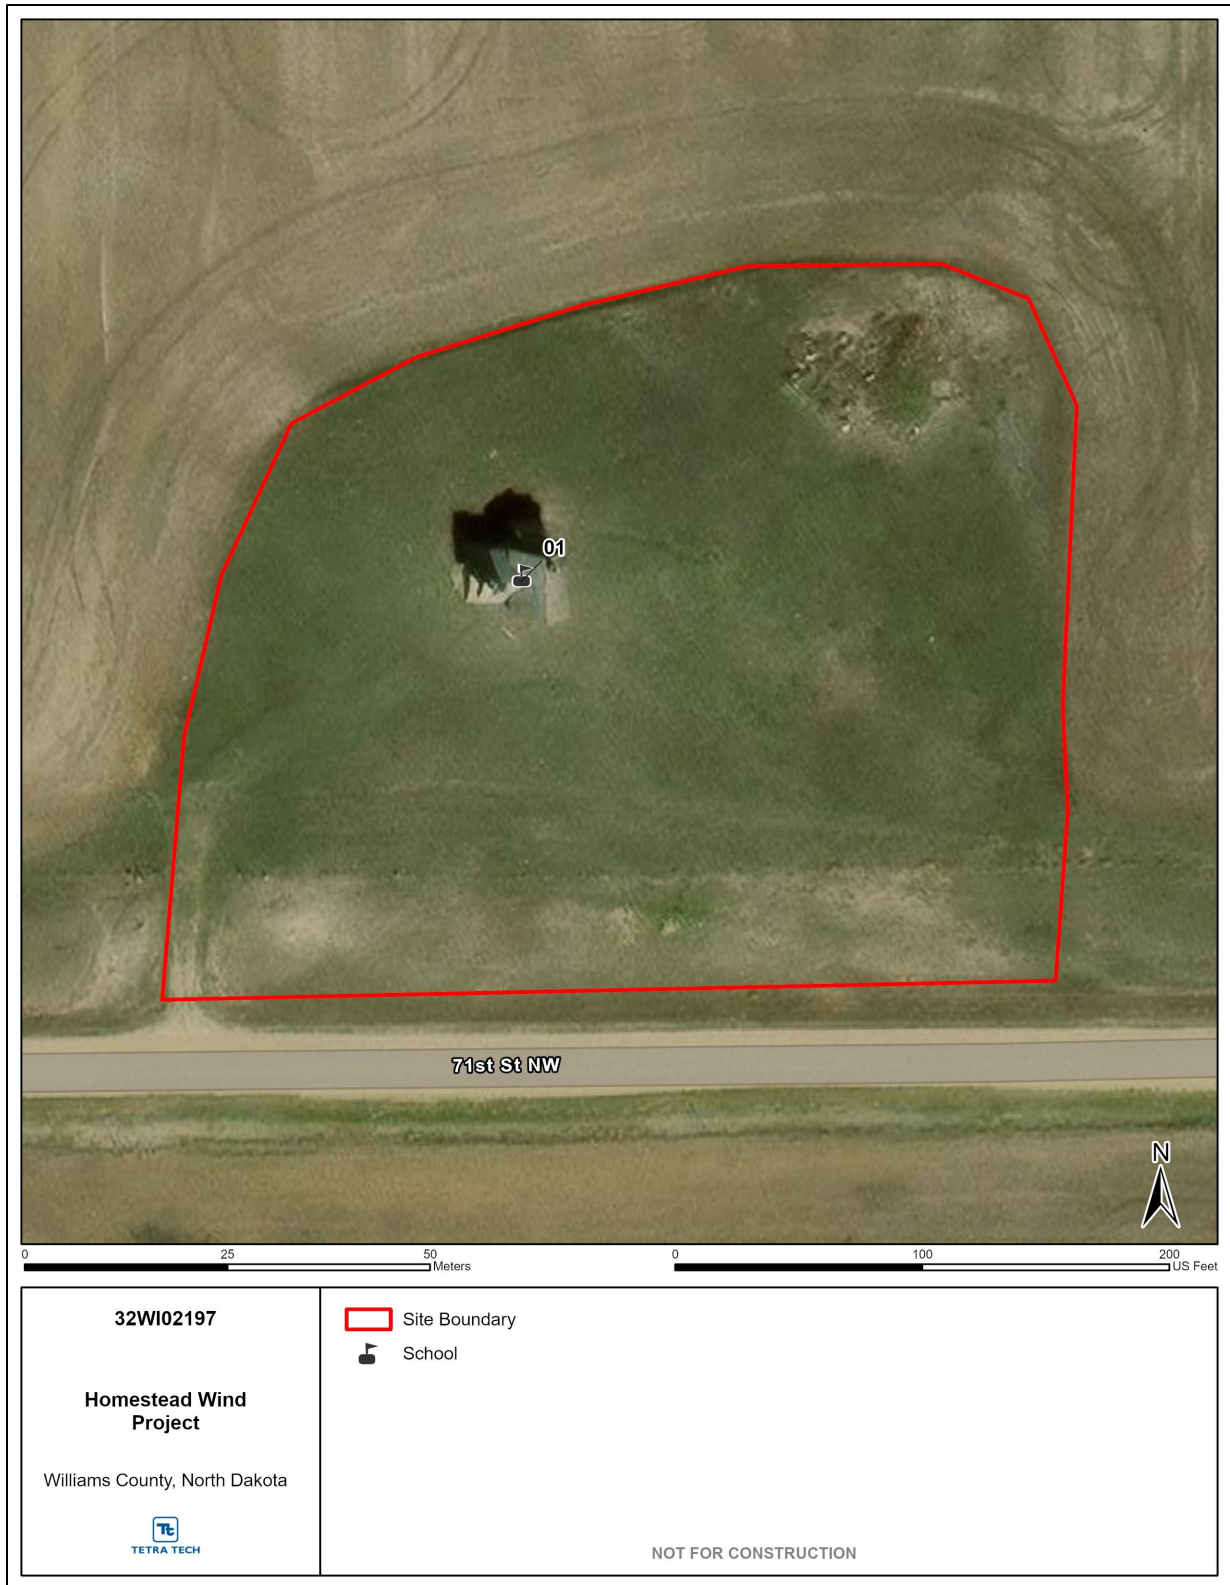 01
71st St NW
N
0 25 50
Meters
0 100 200
US Feet
32WI02197
Homestead Wind
Project
Williams County, North Dakota
Tt
TETRA TECH
Site Boundary
School
NOT FOR CONSTRUCTION